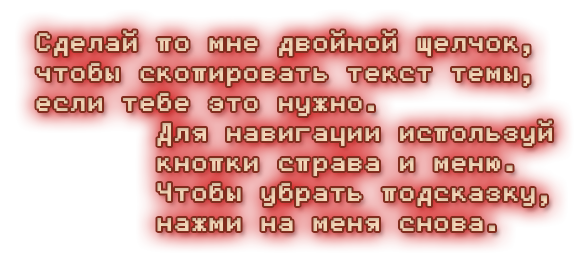 Сделай по мне двойной щелчок,
чтобы скопировать текст темы,
если тебе это нужно.
Для навигации используй
кнопки справа и меню.
Чтобы убрать подсказку,
нажми на меня снова.